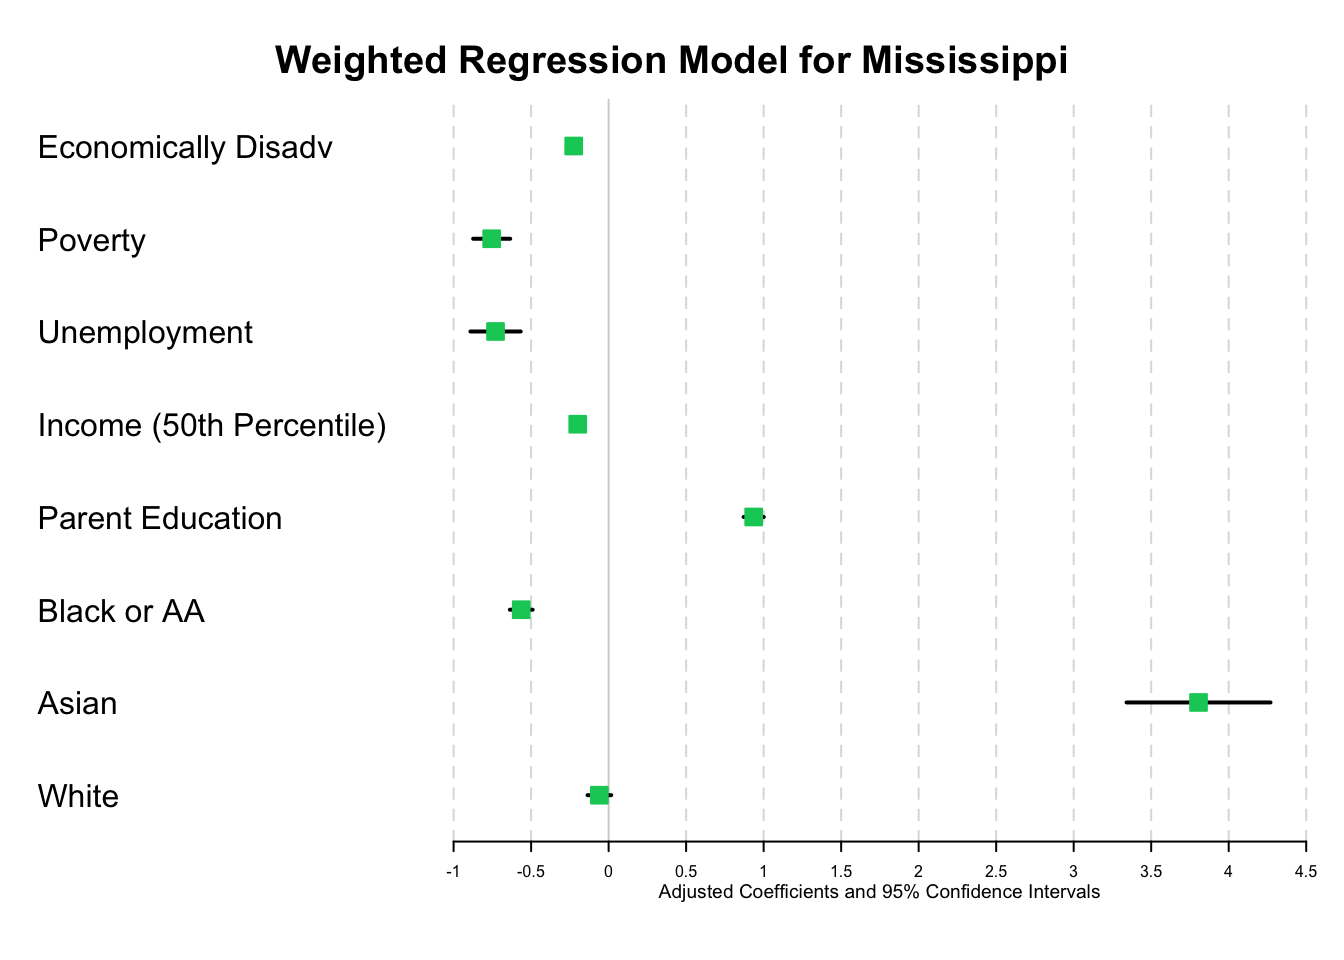 Weighted Regression Model for Mississippi
Economically Disadv
Poverty
Unemployment
Income (50th Percentile)
Parent Education
Black or AA
Asian
White
-1 -0.5 0 0.5 1 1.5 2 2.5 3 3.5 4 4.5
Adjusted Coefficients and 95% Confidence Intervals